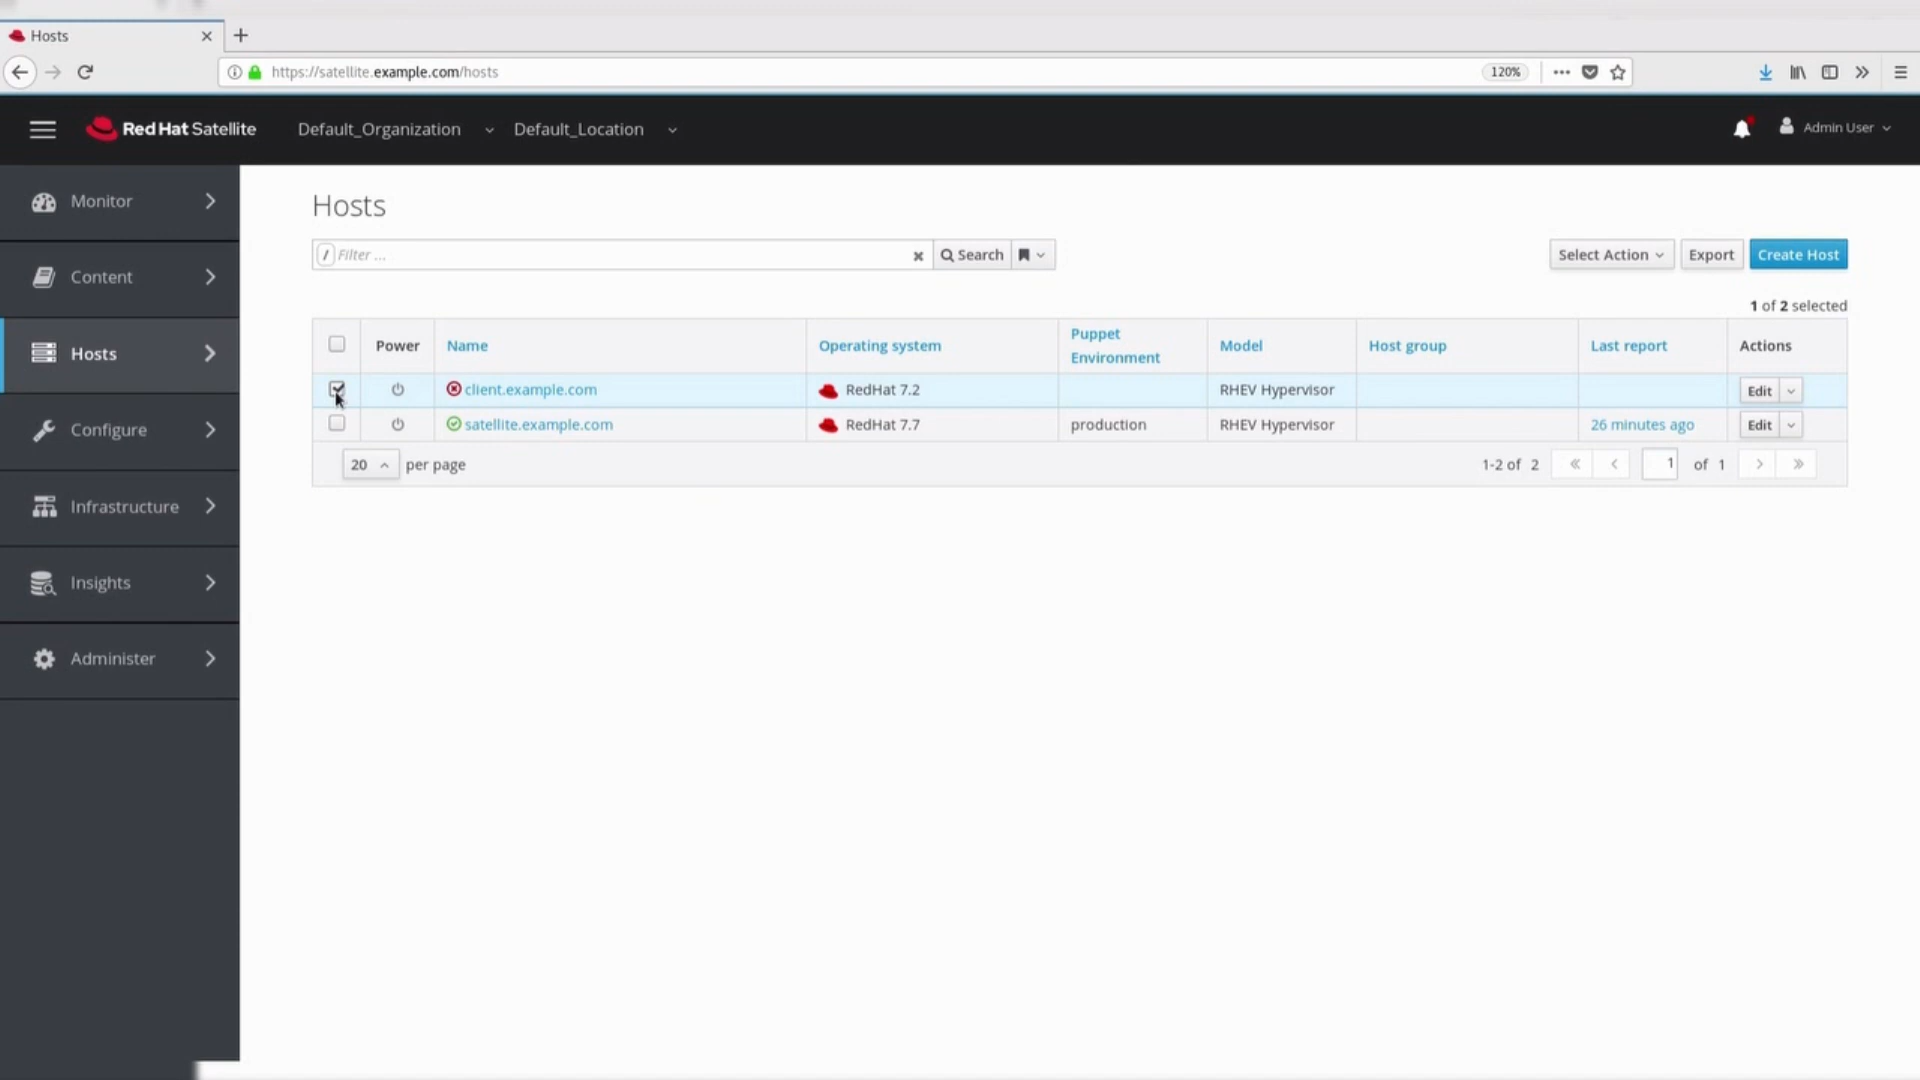 Hosts
https://satellite.example.com/hosts
120%
Red Hat Satellite
Default_Organization
Default_Location
Admin User
Monitor
Content
Hosts
Configure
Infrastructure
Insights
Administer
Hosts
/ Filter ...
Search
Select Action
Export
Create Host
1 of 2 selected
Power Name Operating system Puppet Environment Model Host group Last report Actions
client.example.com RedHat 7.2 RHEV Hypervisor Edit
satellite.example.com RedHat 7.7 production RHEV Hypervisor 26 minutes ago Edit
20 per page
1-2 of 2
1 of 1